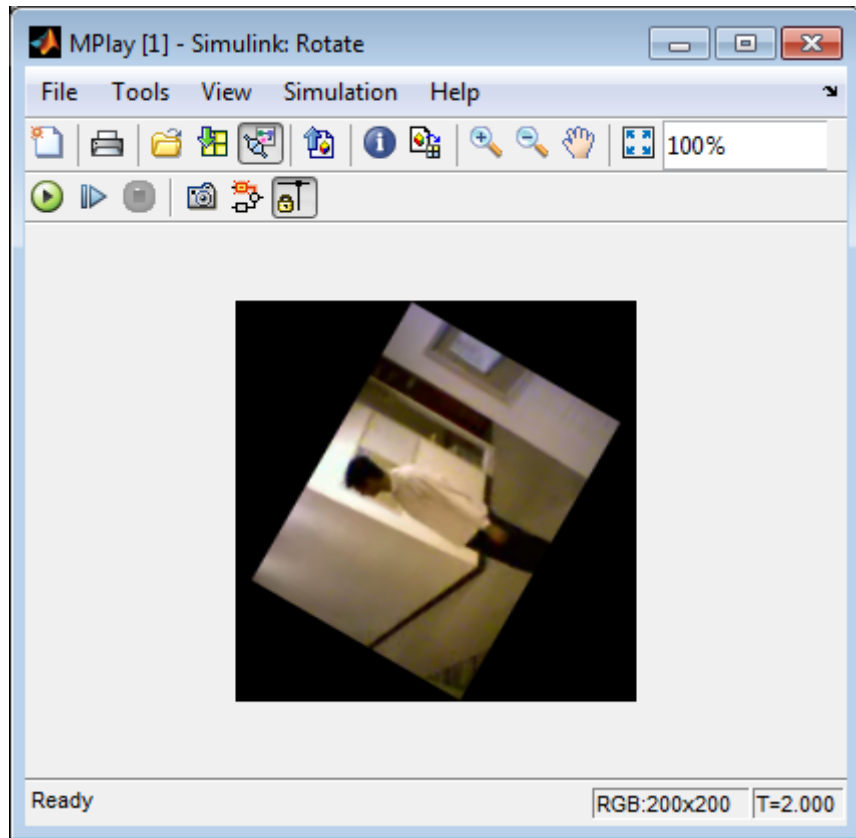 MPlay [1] - Simulink: Rotate
File Tools View Simulation Help
100%
Ready RGB:200x200 T=2.000